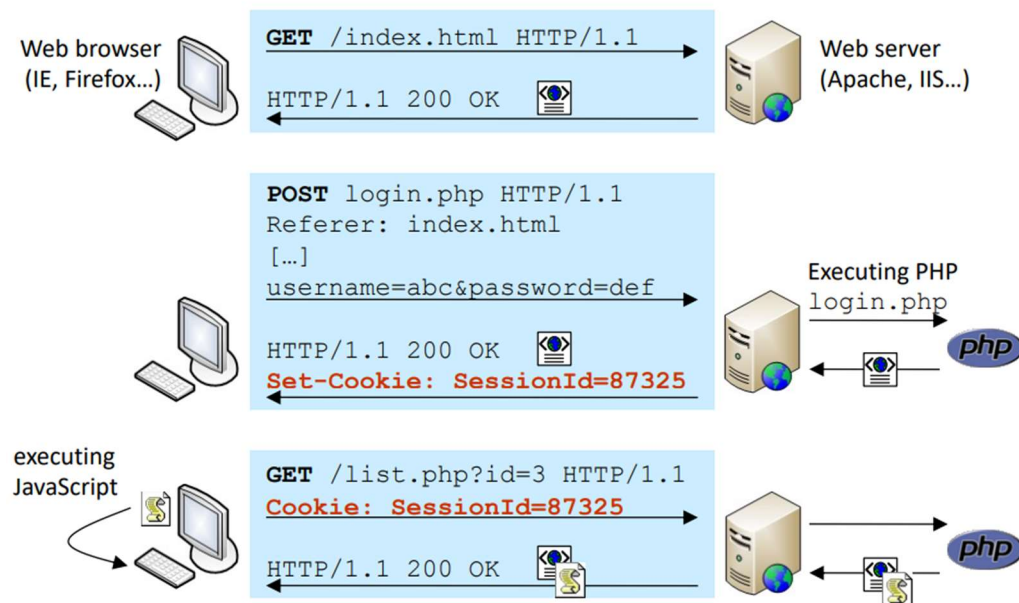 Web browser
(IE, Firefox…)
GET /index.html HTTP/1.1
HTTP/1.1 200 OK
Web server
(Apache, IIS…)
POST login.php HTTP/1.1
Referer: index.html
[…]
username=abc&password=def
HTTP/1.1 200 OK
Set-Cookie: SessionId=87325
Executing PHP
login.php
php
executing
JavaScript
GET /list.php?id=3 HTTP/1.1
Cookie: SessionId=87325
HTTP/1.1 200 OK
php